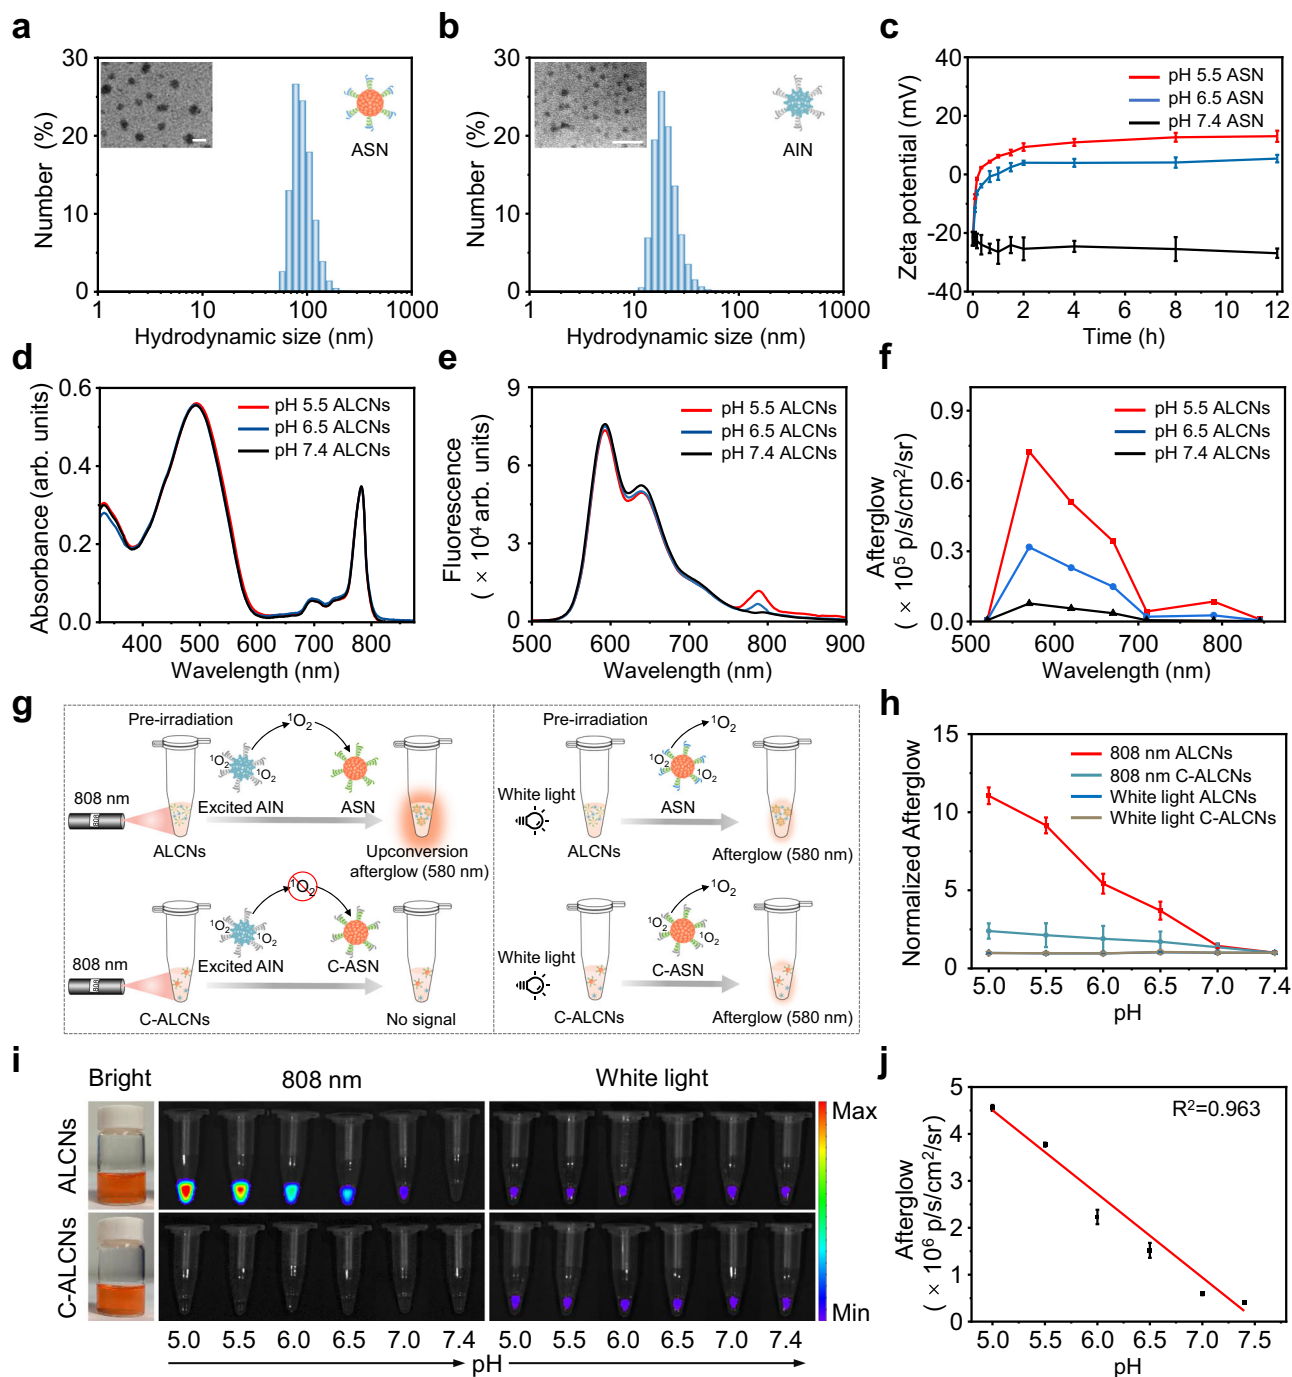 a
30
20
10
0
Number (%)
ASN
1
10
100
1000
Hydrodynamic size (nm)
b
30
20
10
0
Number (%)
AIN
1
10
100
1000
Hydrodynamic size (nm)
c
40
20
0
-20
-40
Zeta potential (mV)
pH 5.5 ASN
pH 6.5 ASN
pH 7.4 ASN
0 2 4 6 8 10 12
Time (h)
d
0.6
0.4
0.2
0.0
Absorbance (arb. units)
pH 5.5 ALCNs
pH 6.5 ALCNs
pH 7.4 ALCNs
400 500 600 700 800
Wavelength (nm)
e
9
6
3
0
Fluorescence
( × 10⁴ arb. units)
pH 5.5 ALCNs
pH 6.5 ALCNs
pH 7.4 ALCNs
500 600 700 800 900
Wavelength (nm)
f
0.9
0.6
0.3
0.0
Afterglow
( × 10⁵ p/s/cm²/sr)
pH 5.5 ALCNs
pH 6.5 ALCNs
pH 7.4 ALCNs
500 600 700 800
Wavelength (nm)
g
Pre-irradiation
¹O₂
¹O₂
¹O₂
808 nm
808
Excited AIN
ASN
ALCNs
Upconversion
afterglow (580 nm)
¹O₂
¹O₂
¹O₂
808 nm
808
Excited AIN
C-ASN
C-ALCNs
No signal
Pre-irradiation
¹O₂
¹O₂
¹O₂
White light
ASN
ALCNs
Afterglow (580 nm)
¹O₂
¹O₂
¹O₂
White light
C-ASN
C-ALCNs
Afterglow (580 nm)
h
15
10
5
0
Normalized Afterglow
808 nm ALCNs
808 nm C-ALCNs
White light ALCNs
White light C-ALCNs
5.0 5.5 6.0 6.5 7.0 7.4
pH
i
Bright
808 nm
White light
ALCNs
C-ALCNs
Max
Min
5.0 5.5 6.0 6.5 7.0 7.4
5.0 5.5 6.0 6.5 7.0 7.4
pH
j
5
4
3
2
1
0
Afterglow
( × 10⁶ p/s/cm²/sr)
R²=0.963
5.0 5.5 6.0 6.5 7.0 7.5
pH